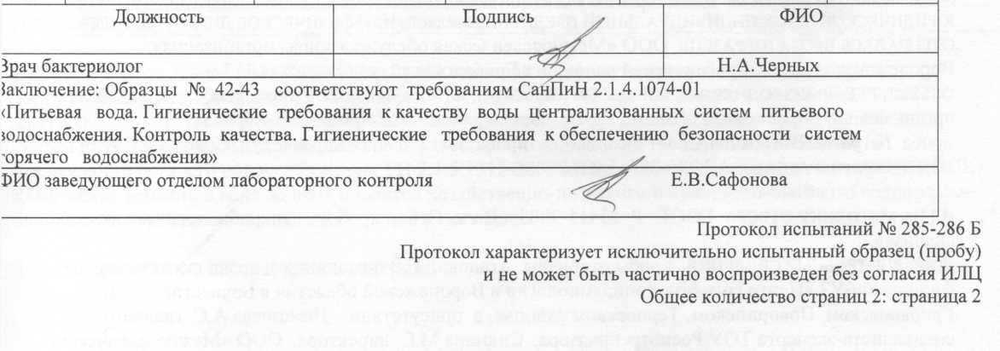 Должность Подпись ФИО
Врач бактериолог Н.А.Черных
Заключение: Образцы № 42-43 соответствуют требованиям СанПиН 2.1.4.1074-01
«Питьевая вода. Гигиенические требования к качеству воды централизованных систем питьевого
водоснабжения. Контроль качества. Гигиенические требования к обеспечению безопасности систем
горячего водоснабжения»
ФИО заведующего отделом лабораторного контроля Е.В.Сафонова
Протокол испытаний № 285-286 Б
Протокол характеризует исключительно испытанный образец (пробу)
и не может быть частично воспроизведен без согласия ИЛЦ
Общее количество страниц 2: страница 2